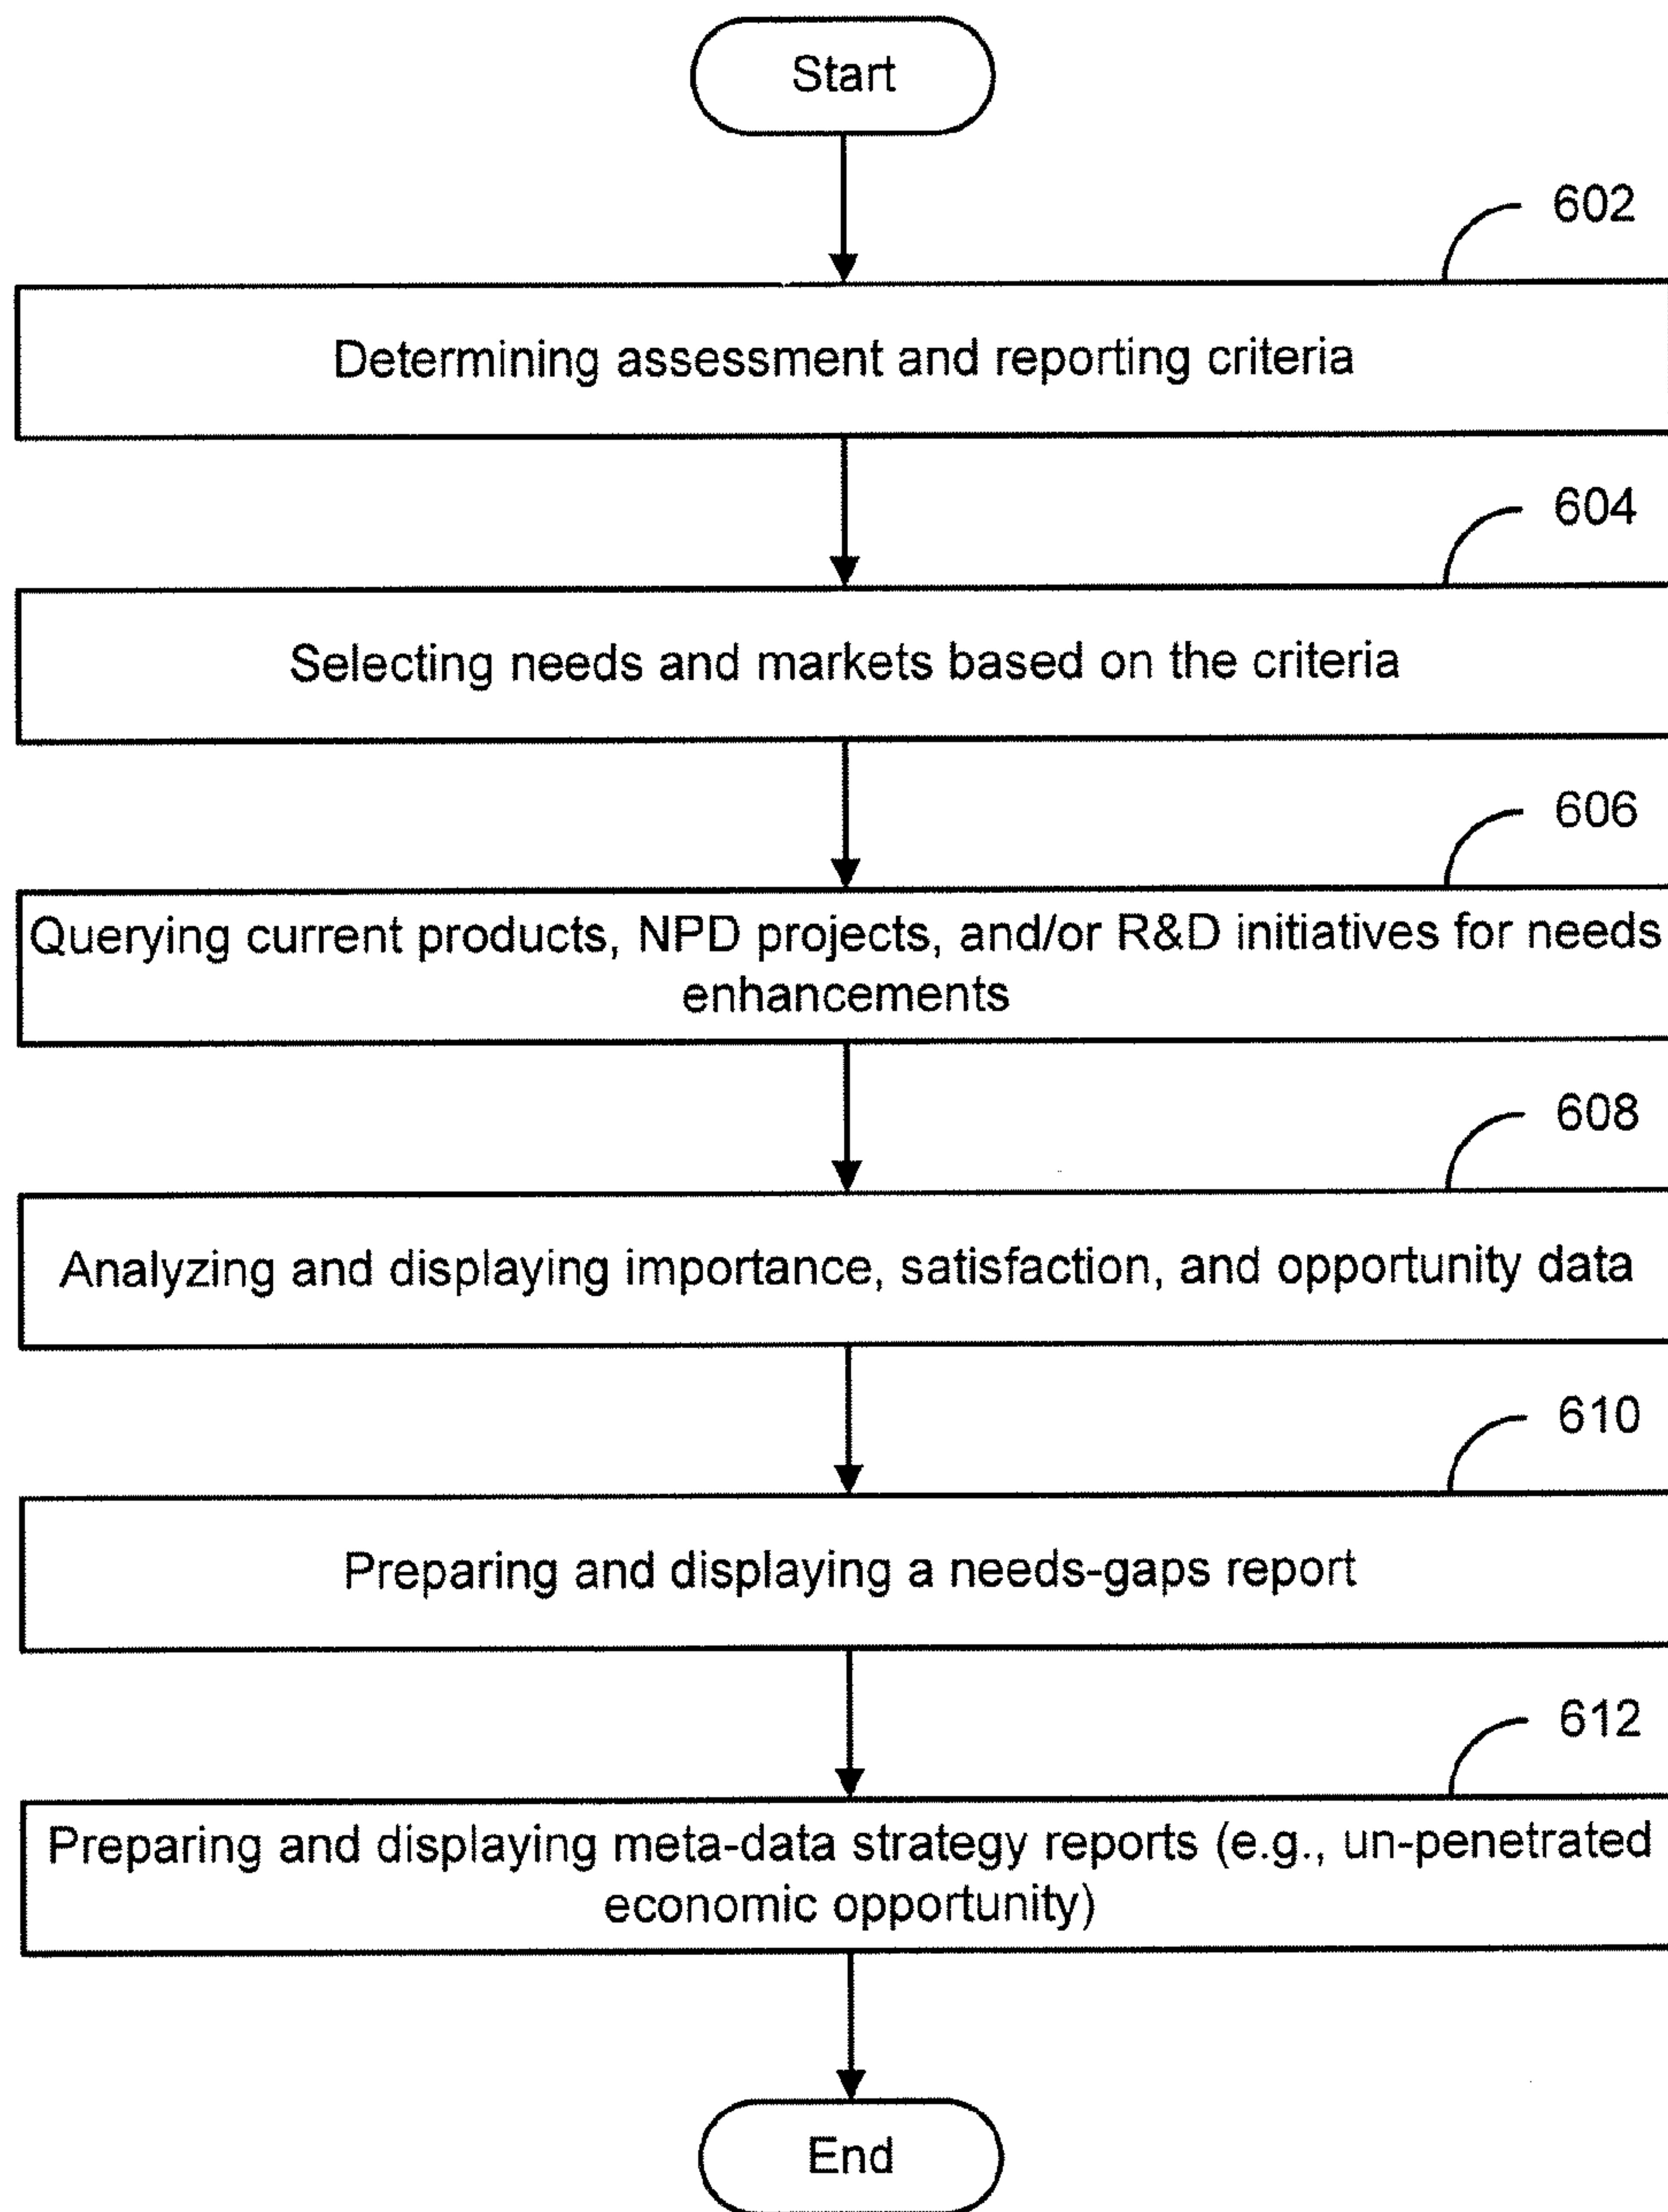 Start
602
Determining assessment and reporting criteria
604
Selecting needs and markets based on the criteria
606
Querying current products, NPD projects, and/or R&D initiatives for needs
enhancements
608
Analyzing and displaying importance, satisfaction, and opportunity data
610
Preparing and displaying a needs-gaps report
612
Preparing and displaying meta-data strategy reports (e.g., un-penetrated
economic opportunity)
End